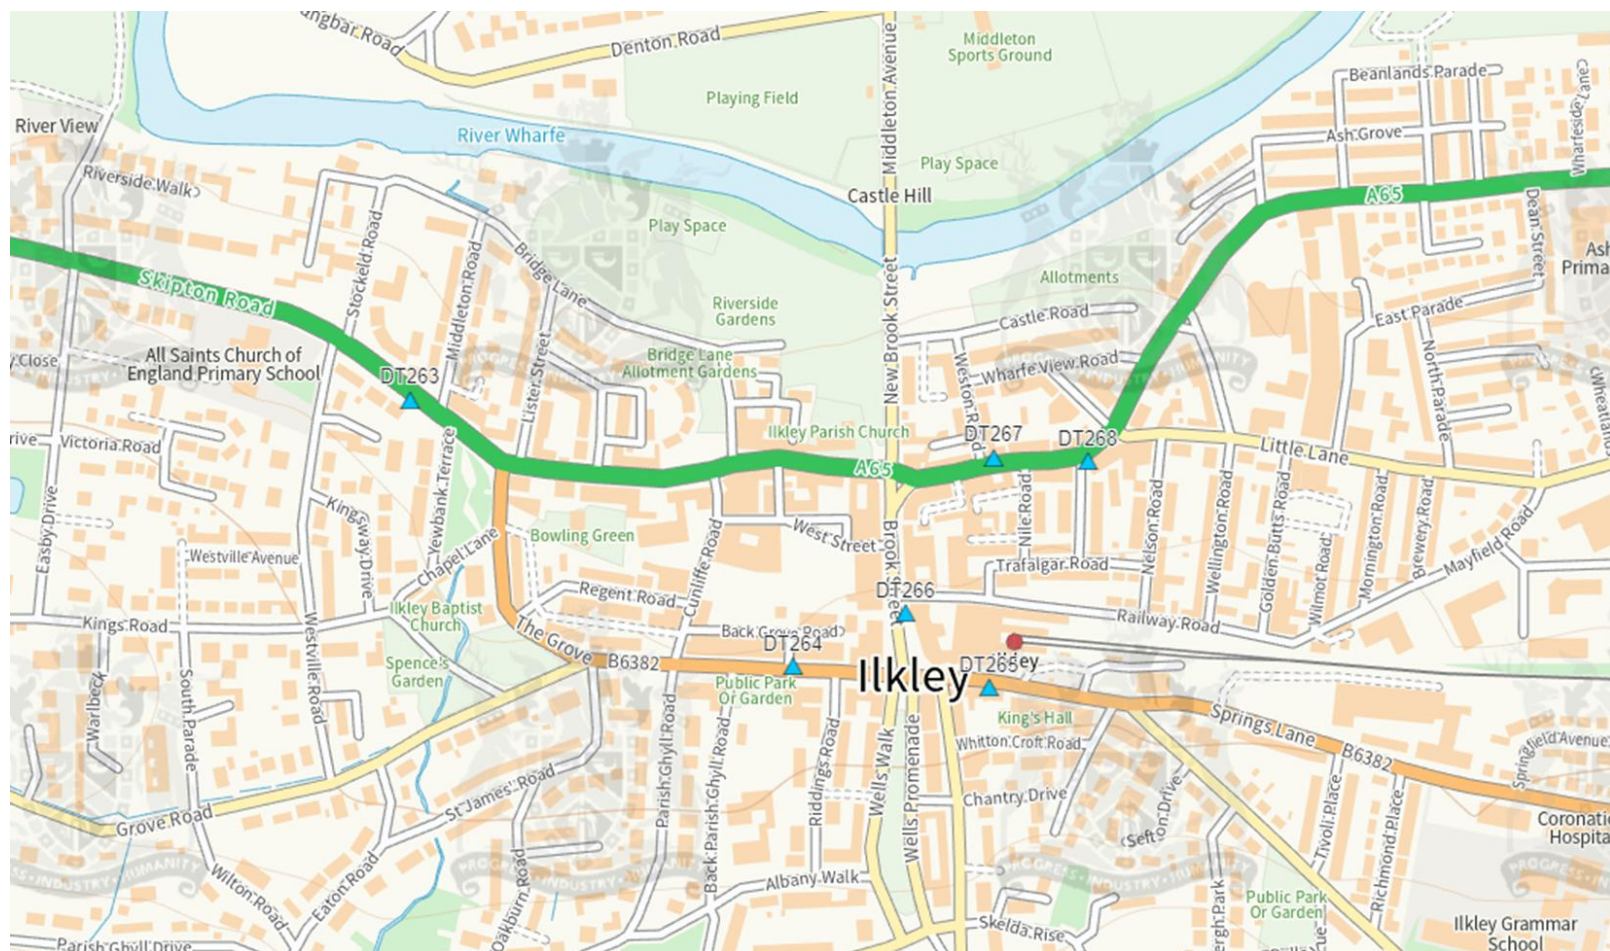 Denton Road
Middleton
Sports Ground
Middleton Avenue
Beanlands Parade
Wharfeside Lane
Playing Field
River View
River Wharfe
Ash Grove
Play Space
Riverside Walk
Castle Hill
A65
Dean Street
Play Space
Stockeld Road
Middleton Road
Bridge Lane
Skipton Road
Allotments
New Brook Street
Riverside
Gardens
Castle Road
East Parade
All Saints Church of
England Primary School
Bridge Lane
Allotment Gardens
Wharfe View Road
North Parade
DT263
Lister Street
Weston Road
Victoria Road
Ilkley Parish Church
DT267
DT268
Little Lane
A65
Easby Drive
Kingsway Drive
Yewbank Terrace
Bowling Green
West Street
Brook Street
Nile Road
Nelson Road
Wellington Road
Golden Butts Road
Wilmot Road
Mornington Road
Brewery Road
Mayfield Road
Westville Avenue
Chapel Lane
Cunliffe Road
Trafalgar Road
Regent Road
DT266
Ilkley Baptist
Church
Kings Road
Railway Road
The Grove
Back Grove Road
DT264
B6382
Ilkley
DT265
Spence's
Garden
Public Park
Or Garden
King's Hall
Warlbeck
South Parade
Westville Road
Springs Lane
B6382
Whitton Croft Road
Springfield Avenue
Parish Ghyll Road
Back Parish Ghyll Road
Riddings Road
Wells Walk
Wells Promenade
St James' Road
Chantry Drive
Grove Road
Sefton Drive
Tivoli Place
Richmond Place
Wilton Road
Eaton Road
Oakburn Road
Albany Walk
Public Park
Or Garden
Skelda Rise
Ilkley Grammar
School
Parish Ghyll Drive
PROGRESS • INDUSTRY • HUMANITY